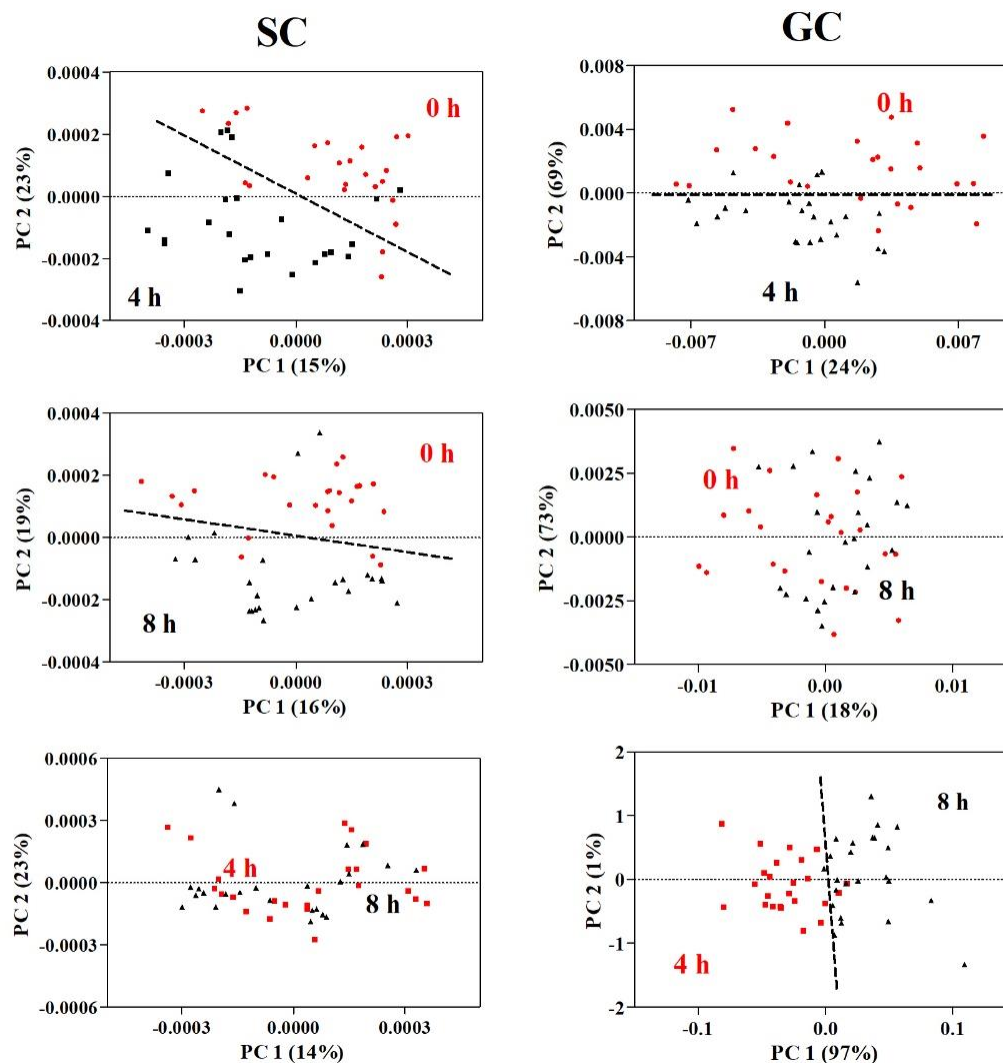 SC
GC
0.0004
0.0002
0.0000
-0.0002
-0.0004
PC 2 (23%)
0 h
4 h
-0.0003
0.0000
0.0003
PC 1 (15%)
0.008
0.004
0.000
-0.004
-0.008
PC 2 (69%)
0 h
4 h
-0.007
0.000
0.007
PC 1 (24%)
0.0004
0.0002
0.0000
-0.0002
-0.0004
PC 2 (19%)
0 h
8 h
-0.0003
0.0000
0.0003
PC 1 (16%)
0.0050
0.0025
0.0000
-0.0025
-0.0050
PC 2 (73%)
0 h
8 h
-0.01
0.00
0.01
PC 1 (18%)
0.0006
0.0003
0.0000
-0.0003
-0.0006
PC 2 (23%)
4 h
8 h
-0.0003
0.0000
0.0003
PC 1 (14%)
2
1
0
-1
-2
PC 2 (1%)
8 h
4 h
-0.1
0.0
0.1
PC 1 (97%)